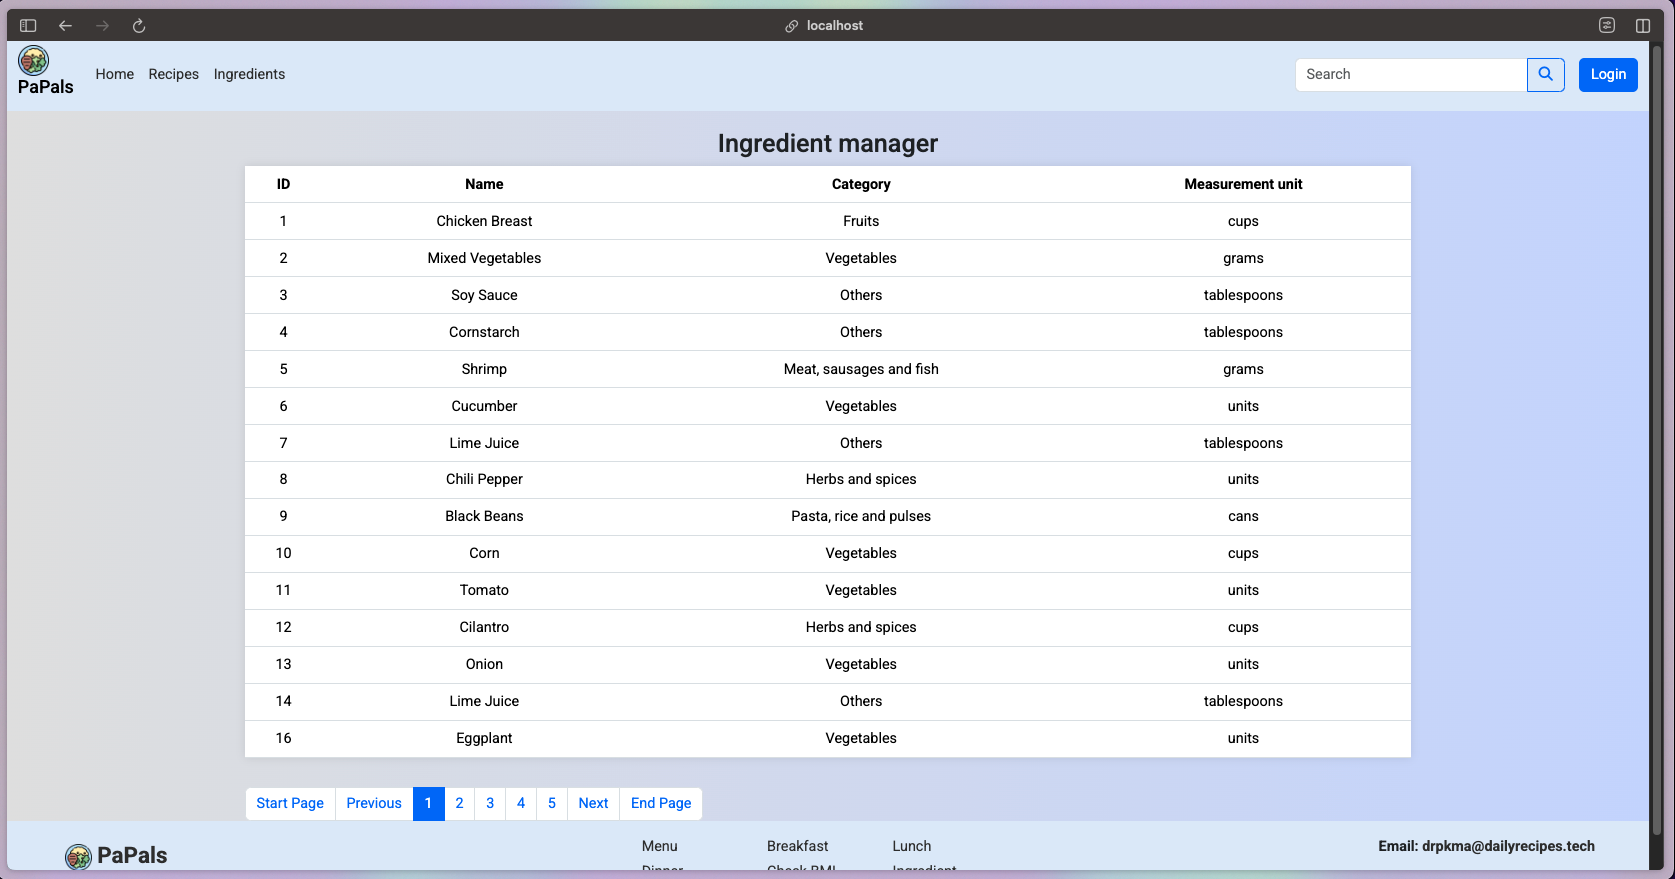 localhost
PaPals
Home Recipes Ingredients
Search
Login
Ingredient manager
ID Name Category Measurement unit
1 Chicken Breast Fruits cups
2 Mixed Vegetables Vegetables grams
3 Soy Sauce Others tablespoons
4 Cornstarch Others tablespoons
5 Shrimp Meat, sausages and fish grams
6 Cucumber Vegetables units
7 Lime Juice Others tablespoons
8 Chili Pepper Herbs and spices units
9 Black Beans Pasta, rice and pulses cans
10 Corn Vegetables cups
11 Tomato Vegetables units
12 Cilantro Herbs and spices cups
13 Onion Vegetables units
14 Lime Juice Others tablespoons
16 Eggplant Vegetables units
Start Page Previous 1 2 3 4 5 Next End Page
PaPals
Menu Breakfast Lunch
Email: drpkma@dailyrecipes.tech
Dinner Check BMI Ingredient